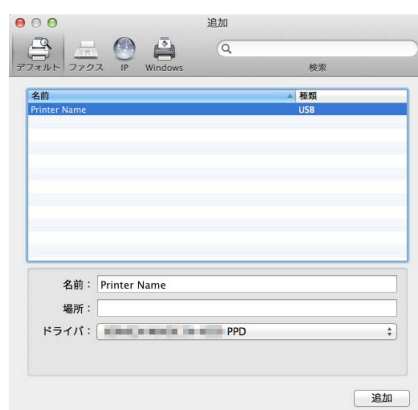 追加
デフォルト ファクス IP Windows 検索
名前 種類
Printer Name USB
名前： Printer Name
場所：
ドライバ： PPD
追加